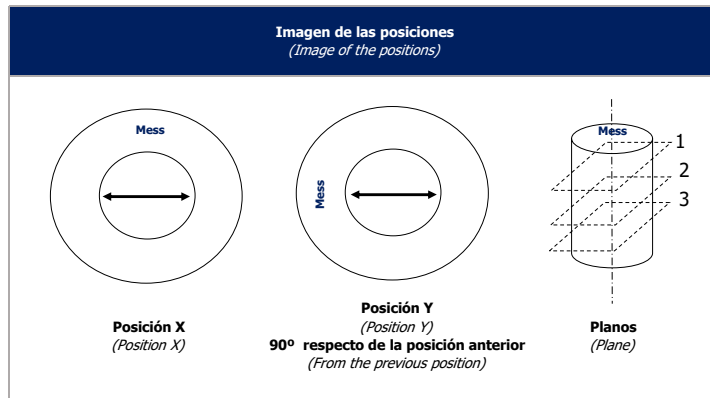 Imagen de las posiciones
(Image of the positions)
Mess
Mess
Mess
1
2
3
Posición X
(Position X)
Posición Y
(Position Y)
90º respecto de la posición anterior
(From the previous position)
Planos
(Plane)